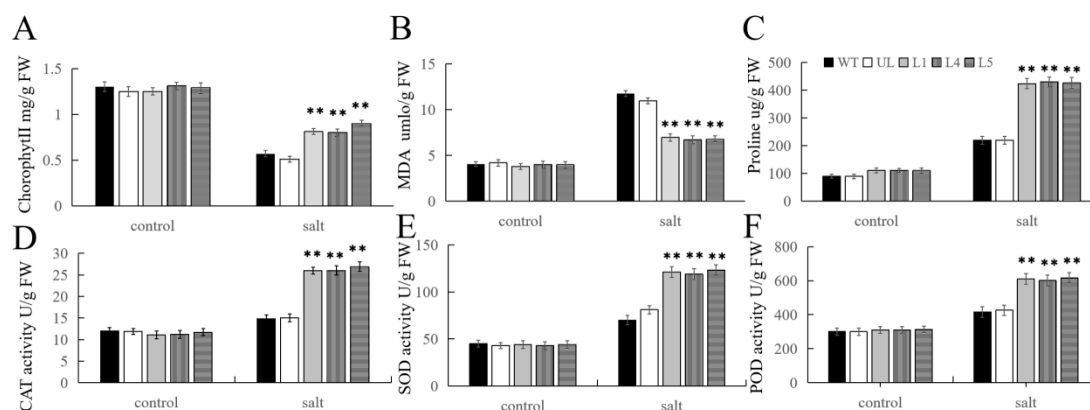 A
B
C
ChorophytII mg/g FW
1.5
1
0.5
0
** ** **
control
salt
MDA umlo/g FW
15
10
5
0
** ** **
control
salt
Proline ug/g FW
500
400
300
200
100
0
WT UL L1 L4 L5
** ** **
control
salt
D
E
F
CAT activity U/g FW
30
25
20
15
10
5
0
** ** **
control
salt
SOD activity U/g FW
150
100
50
0
** ** **
control
salt
POD activity U/g FW
800
600
400
200
0
** ** **
control
salt